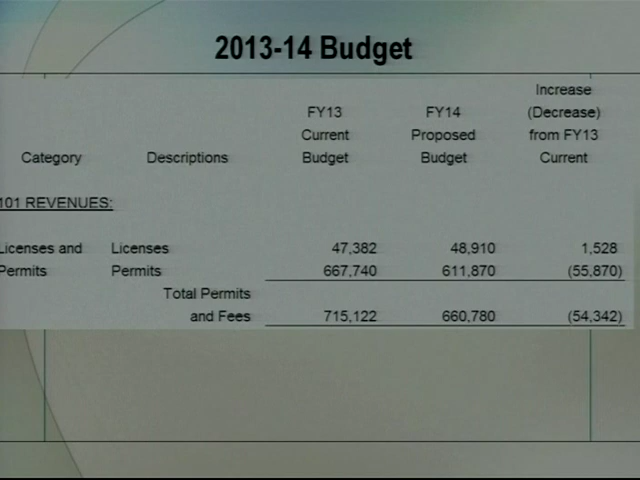 2013-14 Budget
Increase
FY13 FY14 (Decrease)
Current Proposed from FY13
Category Descriptions Budget Budget Current
101 REVENUES:
Licenses and Licenses 47,382 48,910 1,528
Permits Permits 667,740 611,870 (55,870)
Total Permits
and Fees 715,122 660,780 (54,342)